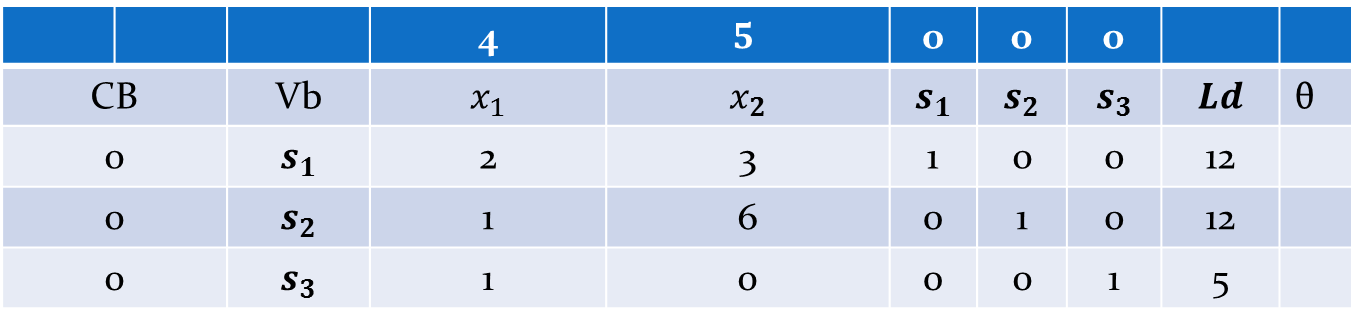 4 5 0 0 0
CB Vb x₁ x₂ s₁ s₂ s₃ Ld θ
0 s₁ 2 3 1 0 0 12
0 s₂ 1 6 0 1 0 12
0 s₃ 1 0 0 0 1 5